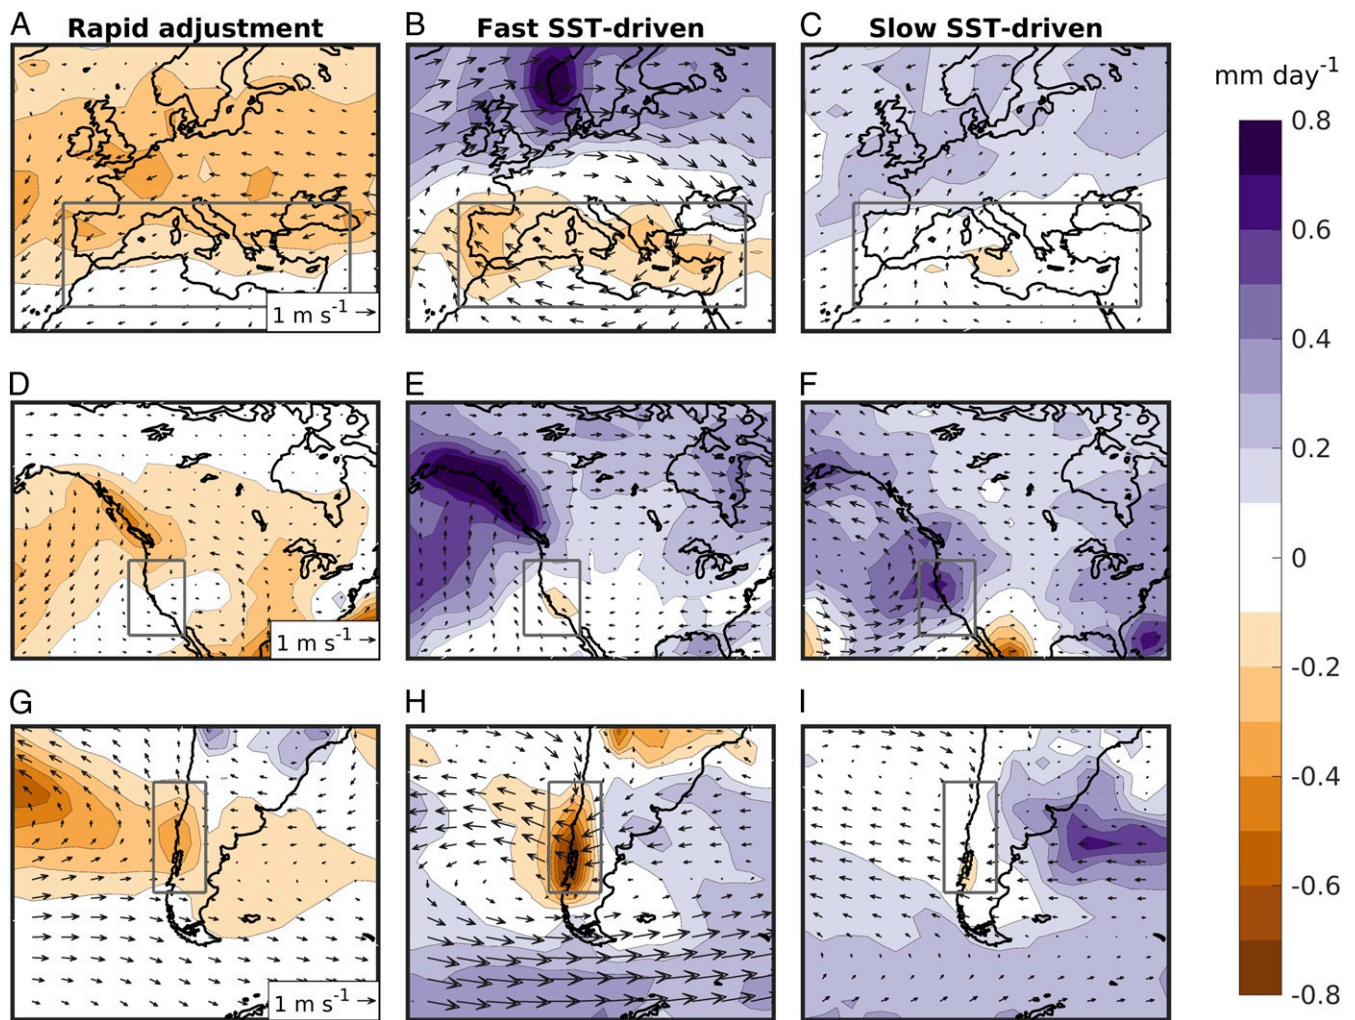 A Rapid adjustment
B Fast SST-driven
C Slow SST-driven
mm day-1
0.8
0.6
0.4
0.2
0
-0.2
-0.4
-0.6
-0.8
1 m s-1
D
E
F
1 m s-1
G
H
I
1 m s-1